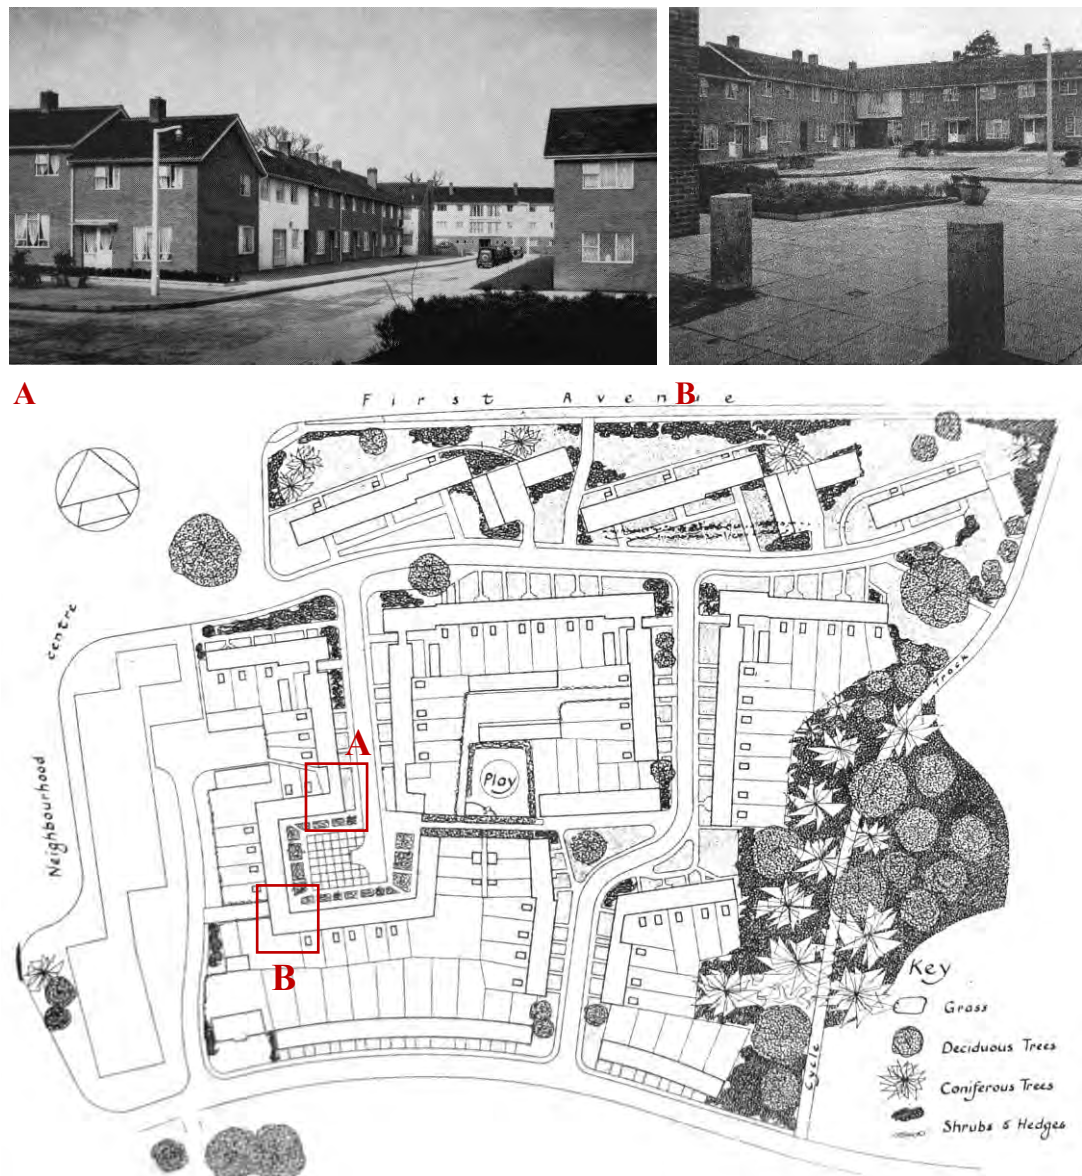 A
B
First Avenue
Neighbourhood
centre
Track
A
Play
B
Cycle
Key
Grass
Deciduous Trees
Coniferous Trees
Shrubs & Hedges